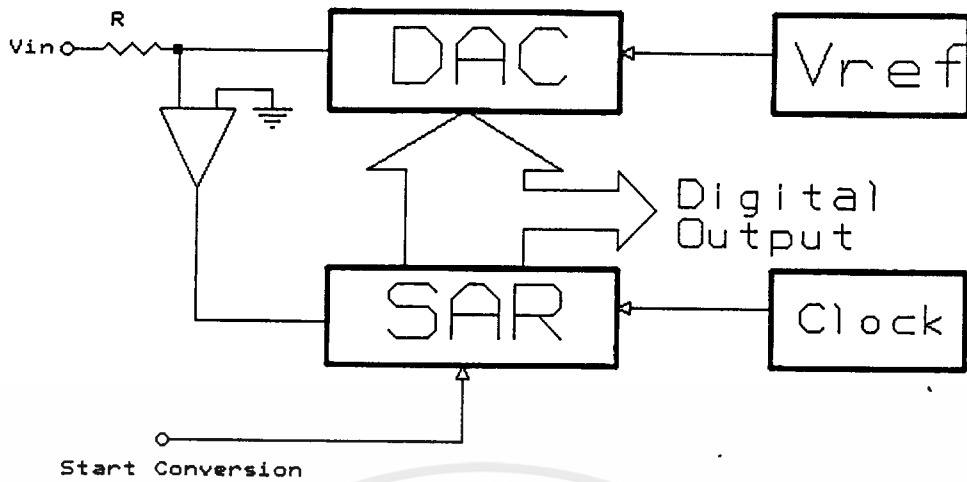 R
Vin
DAC
Vref
Digital
Output
SAR
Clock
Start Conversion